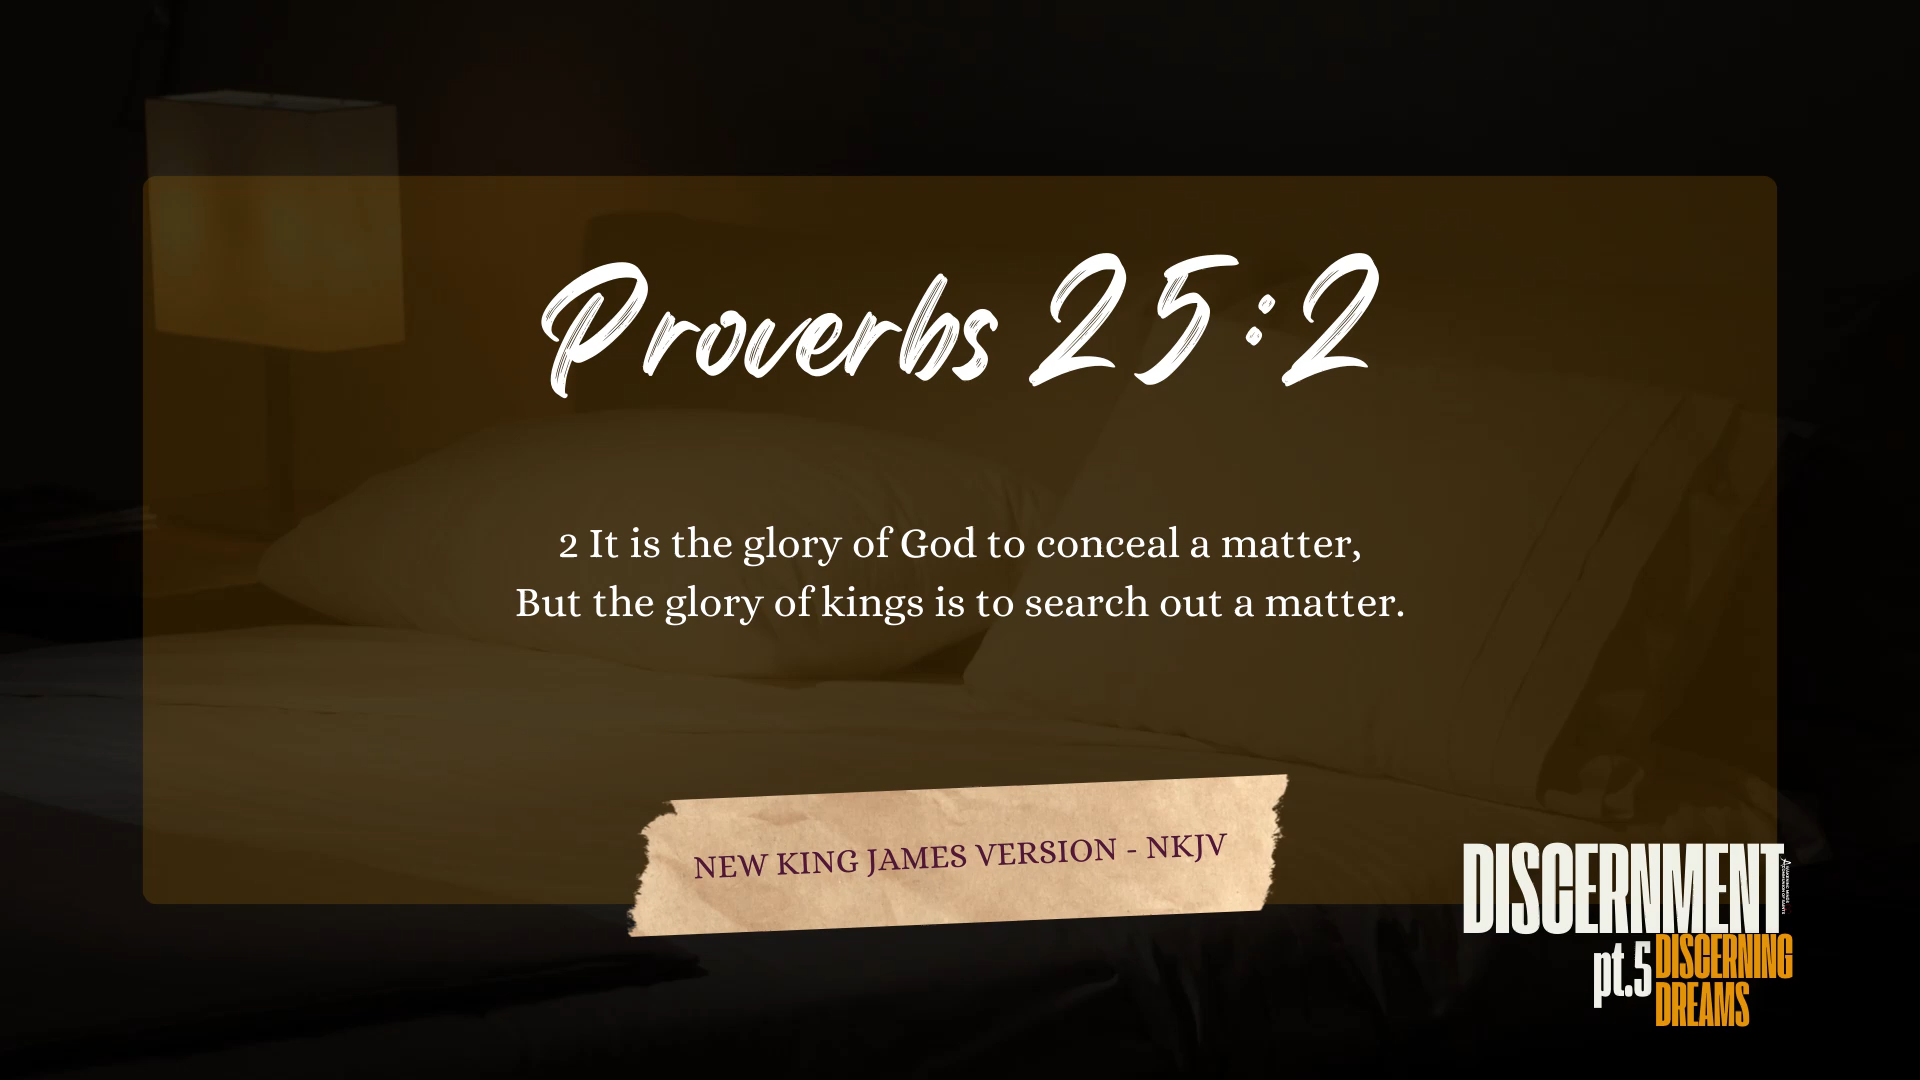 Proverbs 25:2
2 It is the glory of God to conceal a matter,
But the glory of kings is to search out a matter.
NEW KING JAMES VERSION - NKJV
DISCERNMENT
pt.5 DISCERNING
DREAMS